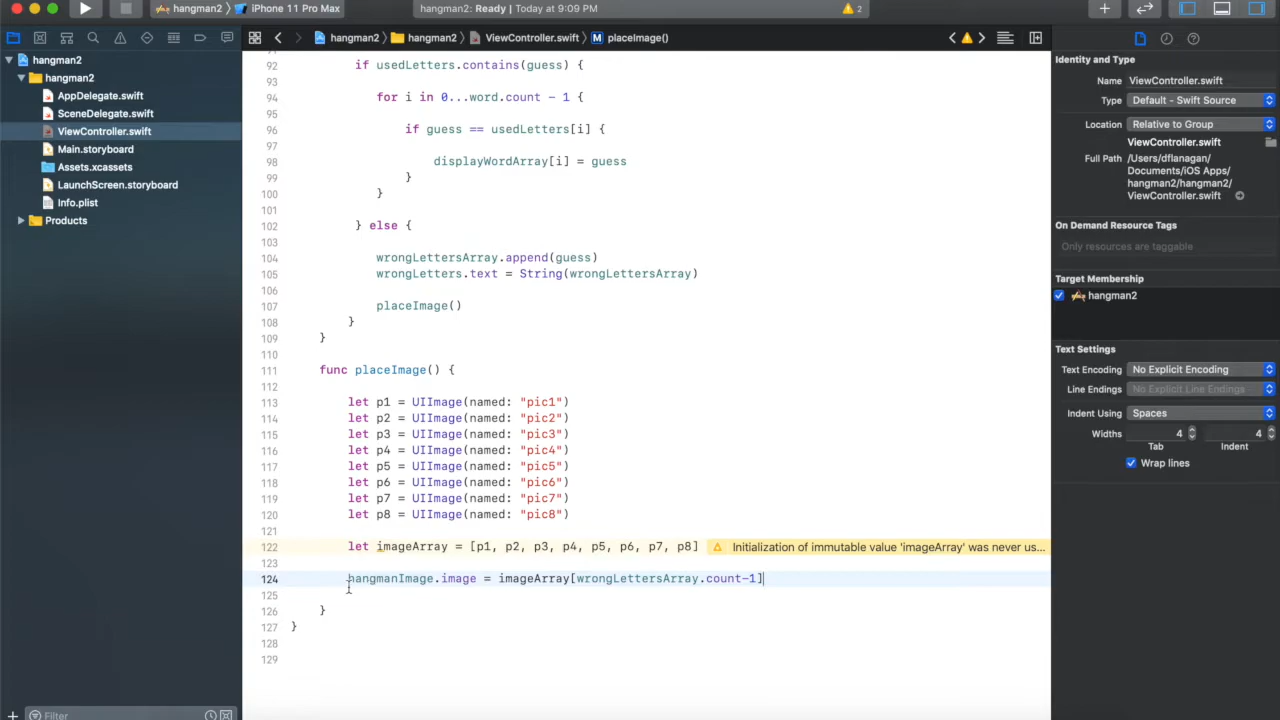 hangman2 〉 iPhone 11 Pro Max
hangman2: Ready | Today at 9:09 PM
2
hangman2 〉 hangman2 〉 ViewController.swift 〉 M placeImage()
hangman2
hangman2
AppDelegate.swift
SceneDelegate.swift
ViewController.swift
Main.storyboard
Assets.xcassets
LaunchScreen.storyboard
Info.plist
Products
Filter
92 if usedLetters.contains(guess) {
93
94 for i in 0...word.count - 1 {
95
96 if guess == usedLetters[i] {
97
98 displayWordArray[i] = guess
99 }
100 }
101
102 } else {
103
104 wrongLettersArray.append(guess)
105 wrongLetters.text = String(wrongLettersArray)
106
107 placeImage()
108 }
109 }
110
111 func placeImage() {
112
113 let p1 = UIImage(named: "pic1")
114 let p2 = UIImage(named: "pic2")
115 let p3 = UIImage(named: "pic3")
116 let p4 = UIImage(named: "pic4")
117 let p5 = UIImage(named: "pic5")
118 let p6 = UIImage(named: "pic6")
119 let p7 = UIImage(named: "pic7")
120 let p8 = UIImage(named: "pic8")
121
122 let imageArray = [p1, p2, p3, p4, p5, p6, p7, p8] Initialization of immutable value 'imageArray' was never us...
123
124 hangmanImage.image = imageArray[wrongLettersArray.count-1]
125
126 }
127 }
128
129
Identity and Type
Name ViewController.swift
Type Default - Swift Source
Location Relative to Group
ViewController.swift
Full Path /Users/dflanagan/
Documents/iOS Apps/
hangman2/hangman2/
ViewController.swift
On Demand Resource Tags
Only resources are taggable
Target Membership
hangman2
Text Settings
Text Encoding No Explicit Encoding
Line Endings No Explicit Line Endings
Indent Using Spaces
Widths 4 4
Tab Indent
Wrap lines